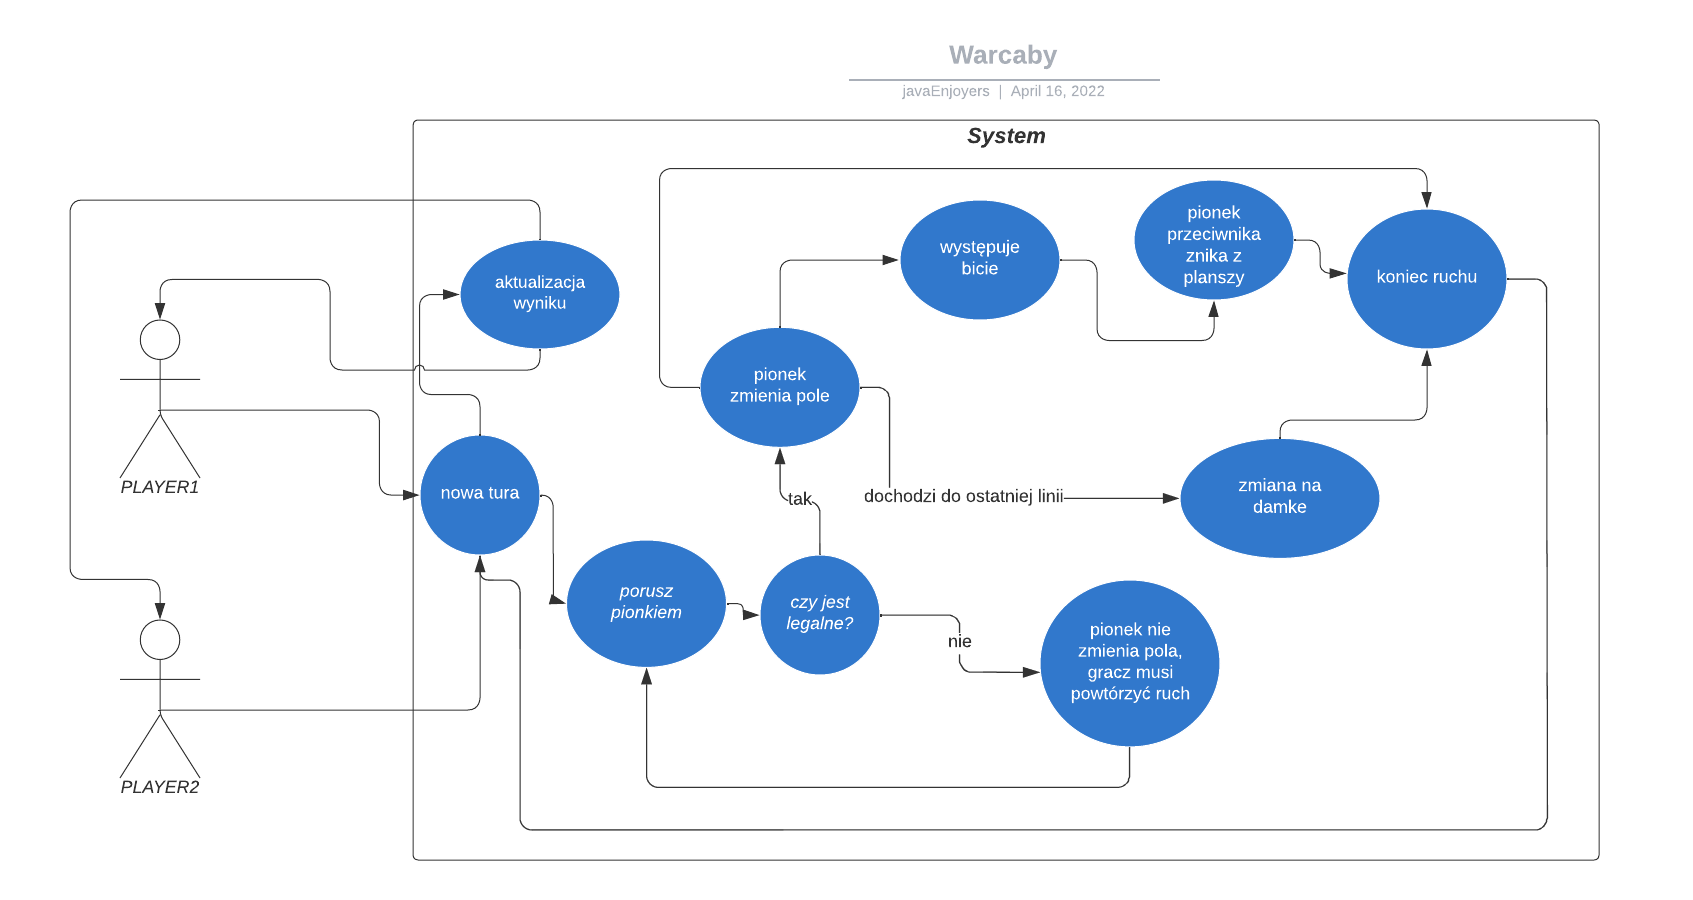 Warcaby
javaEnjoyers | April 16, 2022
System
pionek
przeciwnika
znika z
planszy
występuje
bicie
koniec ruchu
aktualizacja
wyniku
pionek
zmienia pole
PLAYER1
nowa tura
tak
dochodzi do ostatniej linii
zmiana na
damke
porusz
pionkiem
czy jest
legalne?
nie
pionek nie
zmienia pola,
gracz musi
powtórzyć ruch
PLAYER2